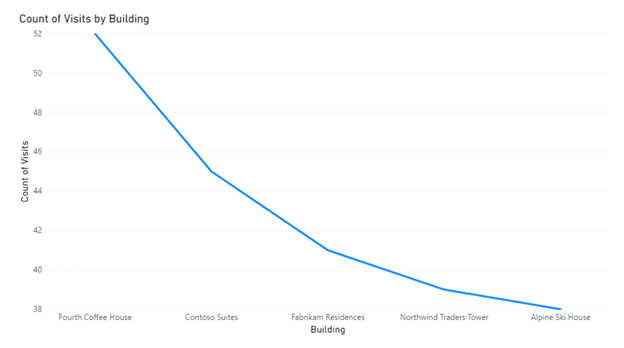 Count of Visits by Building
52
50
48
46
44
42
40
38
Count of Visits
Fourth Coffee House
Contoso Suites
Fabrikam Residences
Northwind Traders Tower
Alpine Ski House
Building